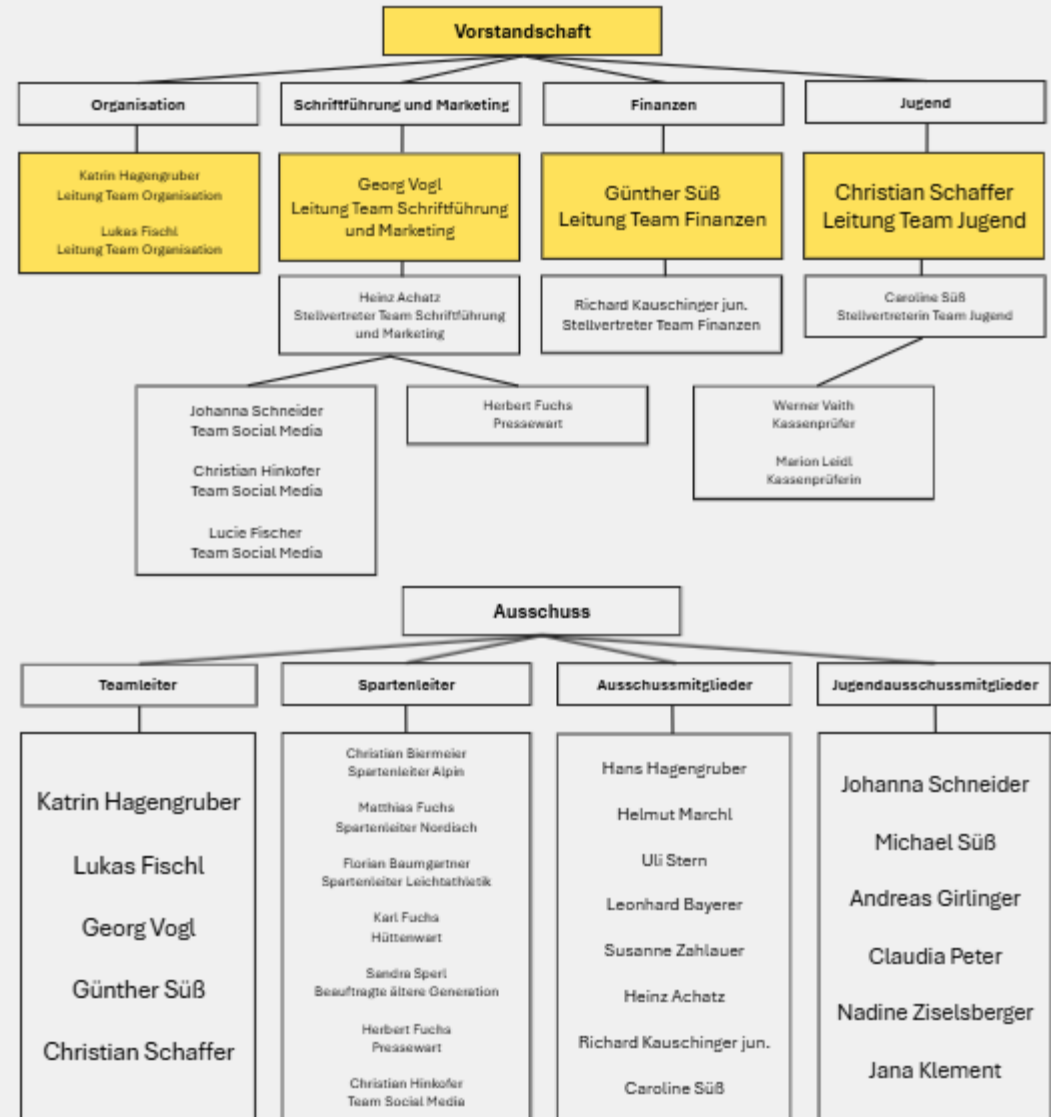 Vorstandschaft
Organisation
Schriftführung und Marketing
Finanzen
Jugend
Katrin Hagengruber
Leitung Team Organisation
Lukas Fischl
Leitung Team Organisation
Georg Vogl
Leitung Team Schriftführung
und Marketing
Günther Süß
Leitung Team Finanzen
Christian Schaffer
Leitung Team Jugend
Heinz Achatz
Stellvertreter Team Schriftführung
und Marketing
Richard Kauschinger jun.
Stellvertreter Team Finanzen
Caroline Süß
Stellvertreterin Team Jugend
Johanna Schneider
Team Social Media
Christian Hinkofer
Team Social Media
Lucie Fischer
Team Social Media
Herbert Fuchs
Pressewart
Werner Vaith
Kassenprüfer
Marion Leidl
Kassenprüferin
Ausschuss
Teamleiter
Spartenleiter
Ausschussmitglieder
Jugendausschussmitglieder
Katrin Hagengruber
Lukas Fischl
Georg Vogl
Günther Süß
Christian Schaffer
Christian Biermeier
Spartenleiter Alpin
Matthias Fuchs
Spartenleiter Nordisch
Florian Baumgartner
Spartenleiter Leichtathletik
Karl Fuchs
Hüttenwart
Sandra Sperl
Beauftragte ältere Generation
Herbert Fuchs
Pressewart
Christian Hinkofer
Team Social Media
Hans Hagengruber
Helmut Marchl
Uli Stern
Leonhard Bayerer
Susanne Zahlauer
Heinz Achatz
Richard Kauschinger jun.
Caroline Süß
Johanna Schneider
Michael Süß
Andreas Girlinger
Claudia Peter
Nadine Ziselsberger
Jana Klement